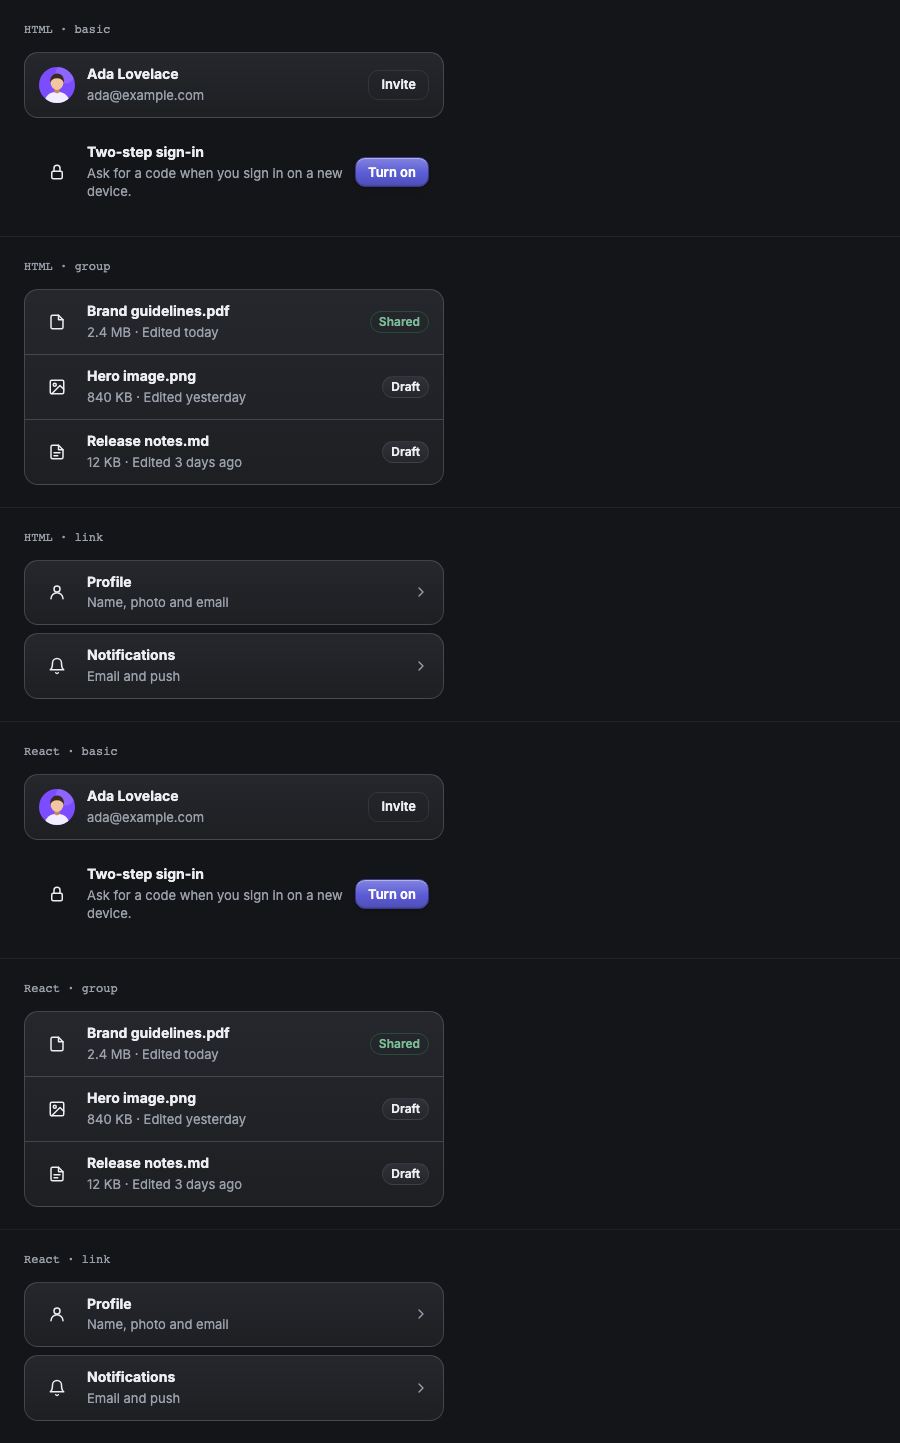 HTML · basic
Ada Lovelace
ada@example.com
Invite
Two-step sign-in
Ask for a code when you sign in on a new
device.
Turn on
HTML · group
Brand guidelines.pdf
2.4 MB · Edited today
Shared
Hero image.png
840 KB · Edited yesterday
Draft
Release notes.md
12 KB · Edited 3 days ago
Draft
HTML · link
Profile
Name, photo and email
Notifications
Email and push
React · basic
Ada Lovelace
ada@example.com
Invite
Two-step sign-in
Ask for a code when you sign in on a new
device.
Turn on
React · group
Brand guidelines.pdf
2.4 MB · Edited today
Shared
Hero image.png
840 KB · Edited yesterday
Draft
Release notes.md
12 KB · Edited 3 days ago
Draft
React · link
Profile
Name, photo and email
Notifications
Email and push